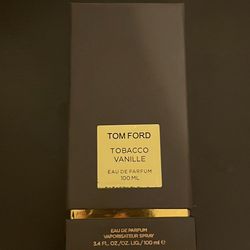 TOM FORD
TOBACCO
VANILLE
EAU DE PARFUM
100 ML
EAU DE PARFUM
VAPORISATEUR SPRAY
3.4 FL. OZ./OZ. LIQ./100 ml ℮